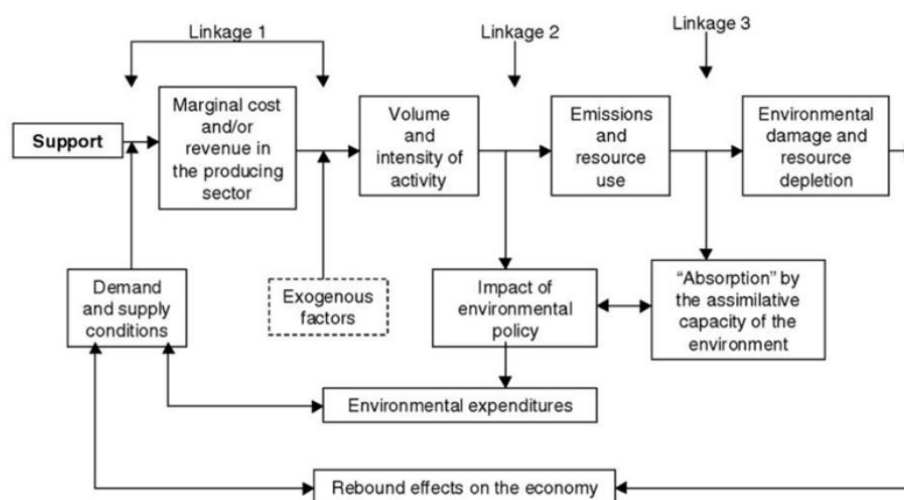 Linkage 1
Linkage 2
Linkage 3
Support
Marginal cost
and/or
revenue in
the producing
sector
Volume
and
intensity of
activity
Emissions
and
resource
use
Environmental
damage and
resource
depletion
Demand
and supply
conditions
Exogenous
factors
Impact of
environmental
policy
“Absorption” by
the assimilative
capacity of the
environment
Environmental expenditures
Rebound effects on the economy